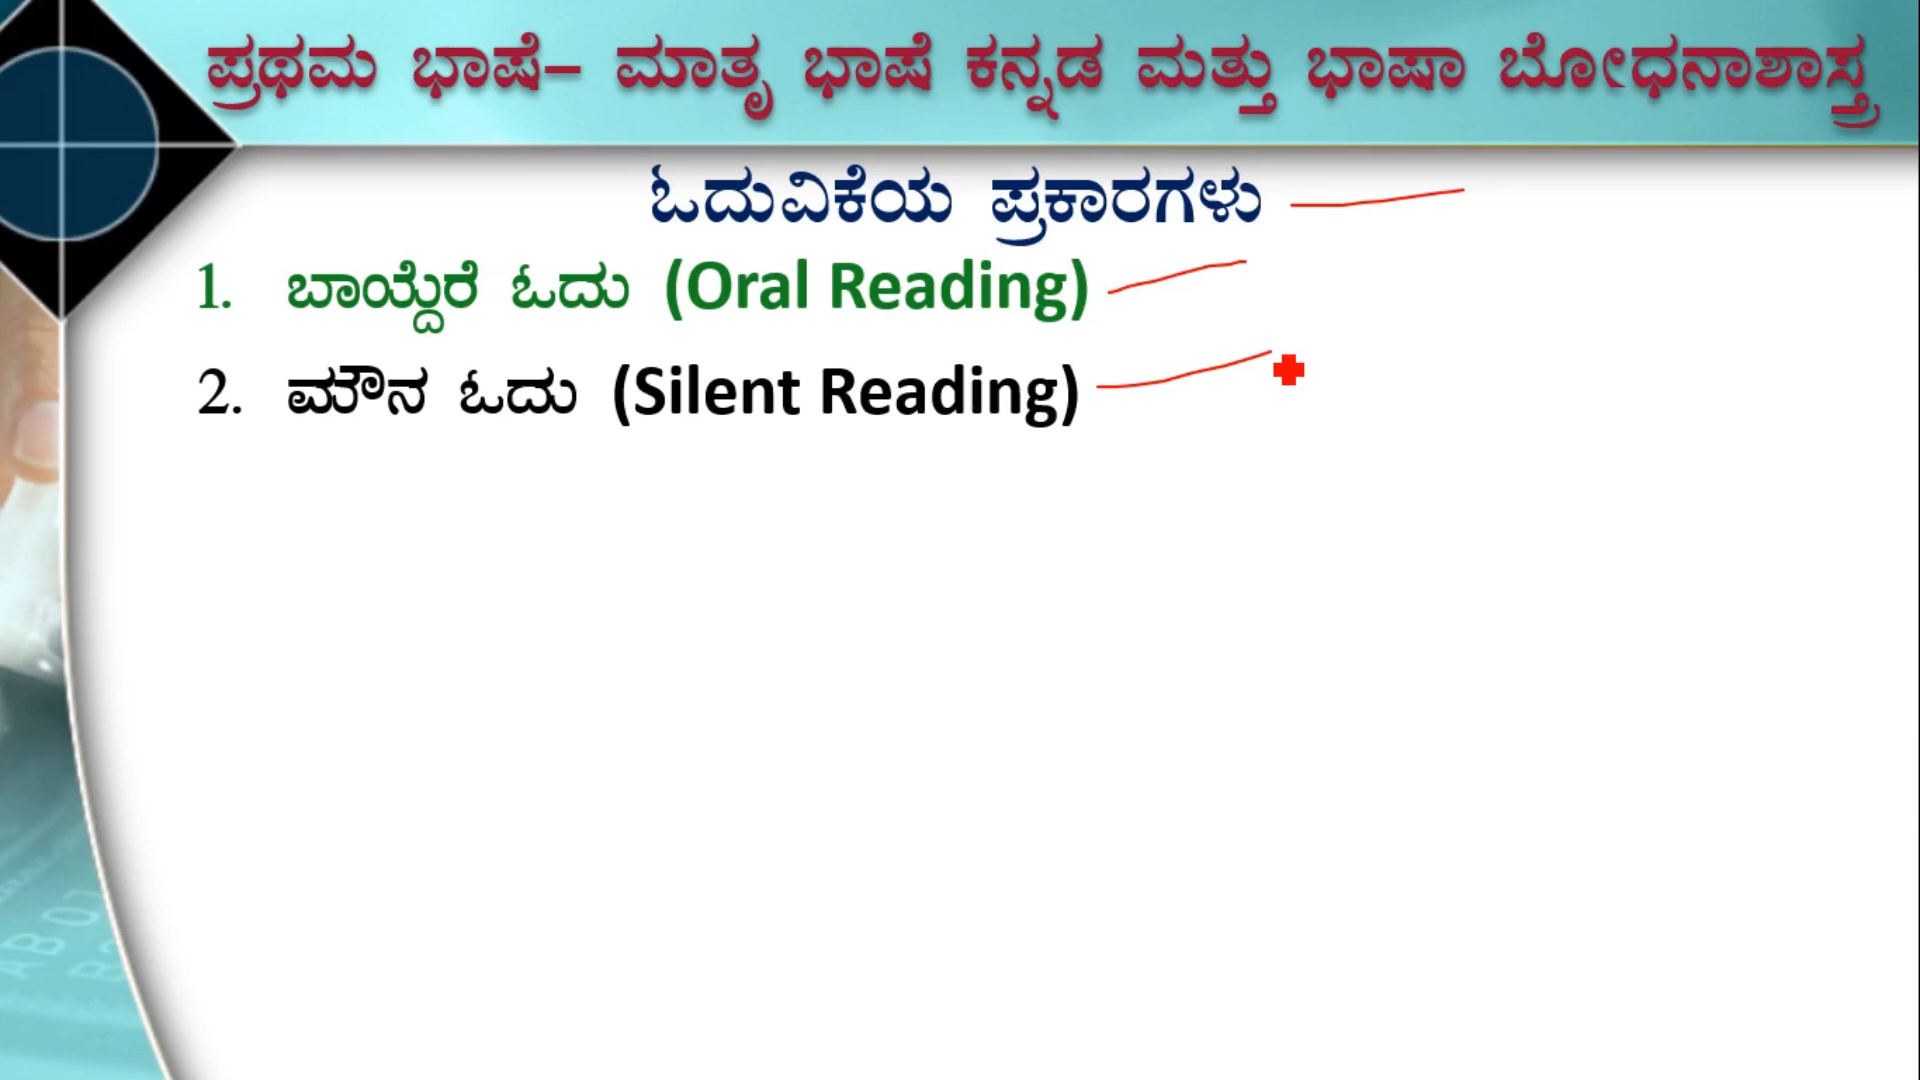 ಪ್ರಥಮ ಭಾಷೆ– ಮಾತೃ ಭಾಷೆ ಕನ್ನಡ ಮತ್ತು ಭಾಷಾ ಬೋಧನಾಶಾಸ್ತ್ರ
ಓದುವಿಕೆಯ ಪ್ರಕಾರಗಳು
1. ಬಾಯ್ದೆರೆ ಓದು (Oral Reading)
2. ಮೌನ ಓದು (Silent Reading)